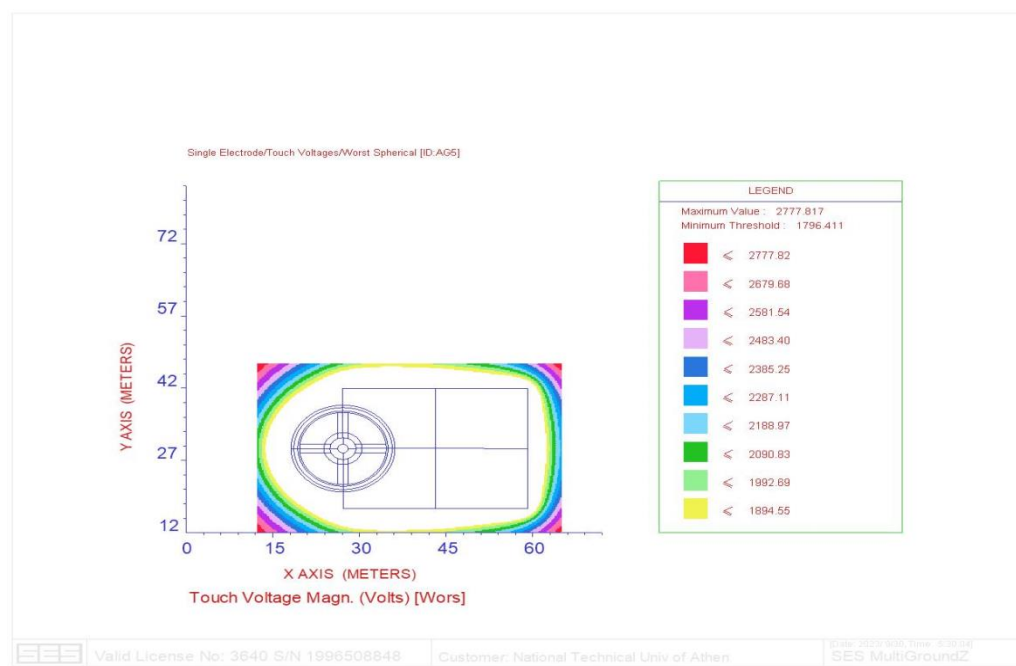 Single Electrode/Touch Voltages/Worst Spherical [ID:AG5]
LEGEND
Maximum Value : 2777.817
Minimum Threshold : 1796.411
≤ 2777.82
≤ 2679.68
≤ 2581.54
≤ 2483.40
≤ 2385.25
≤ 2287.11
≤ 2188.97
≤ 2090.83
≤ 1992.69
≤ 1894.55
Y AXIS (METERS)
72
57
42
27
12
0 15 30 45 60
X AXIS (METERS)
Touch Voltage Magn. (Volts) [Wors]
SES Valid License No: 3640 S/N 1996508848 Customer: National Technical Univ of Athen
SES MultiGroundZ